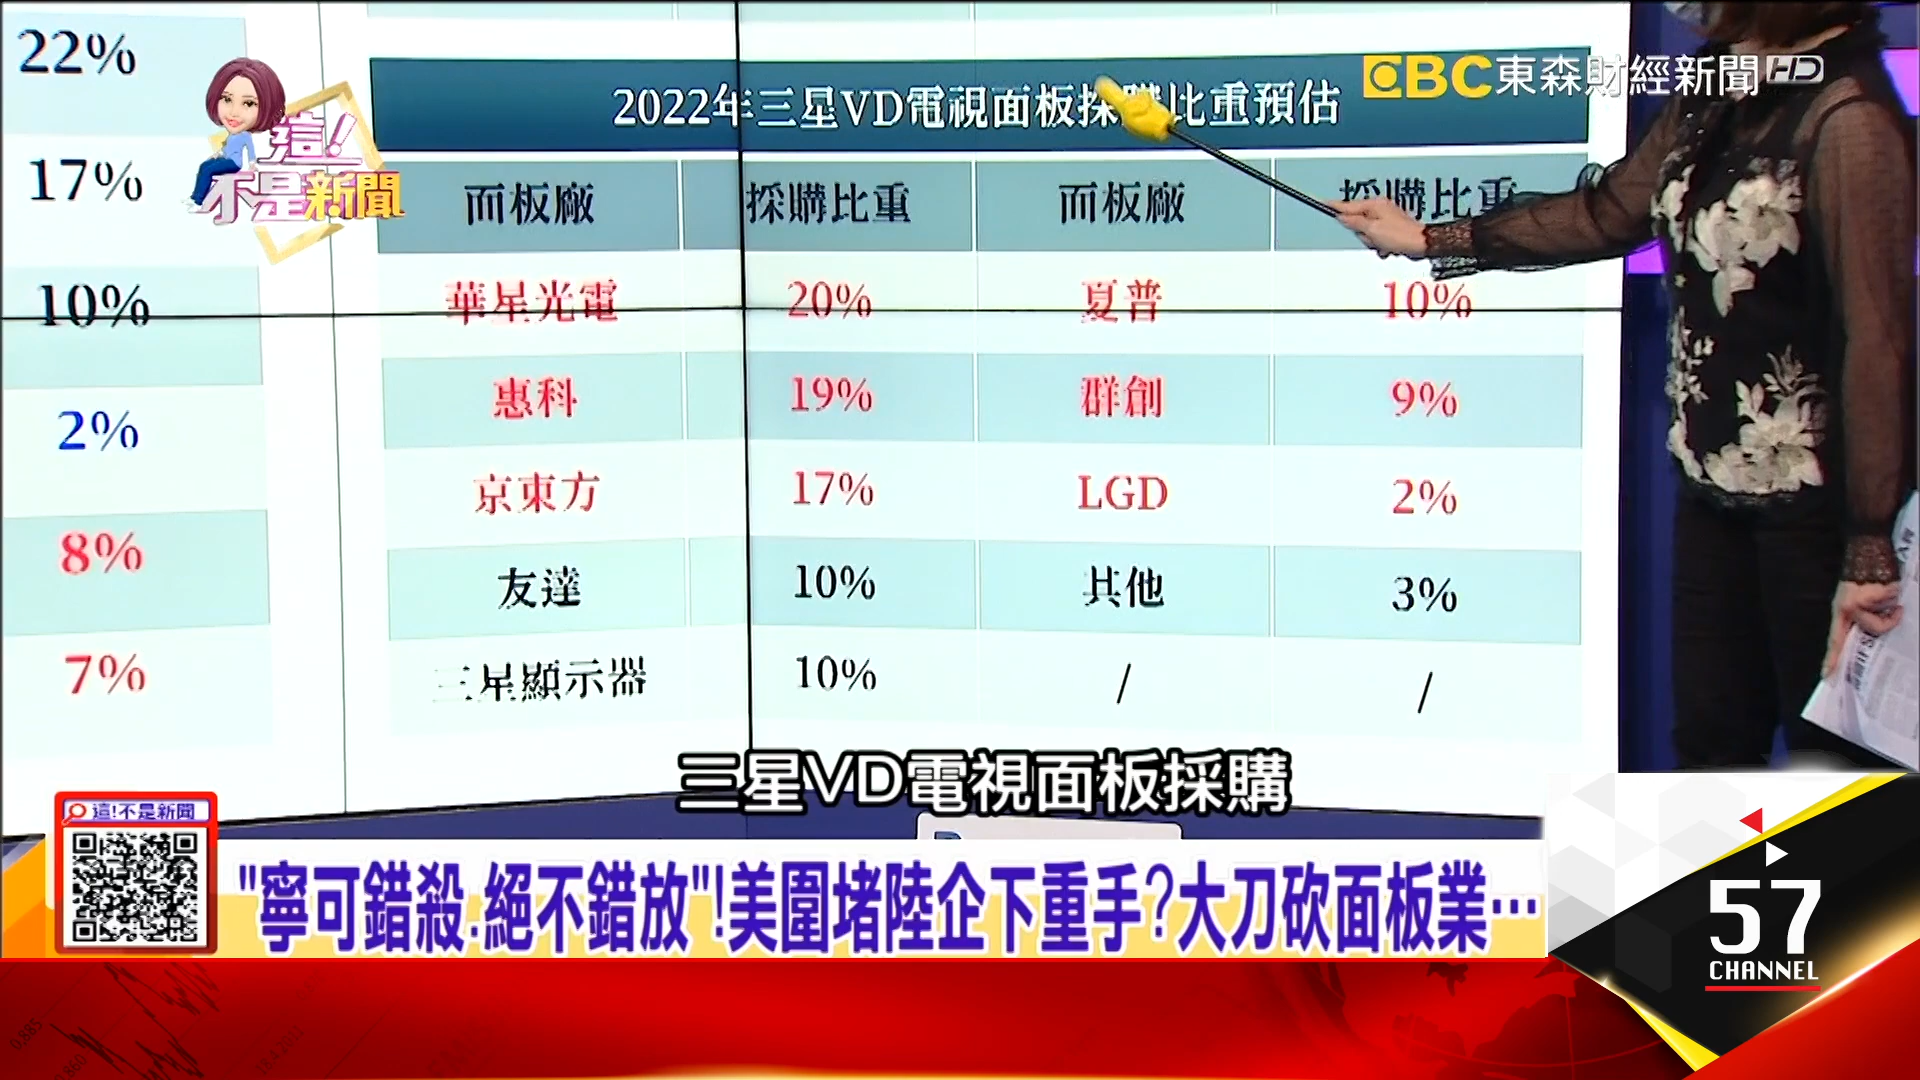 22%
17%
10%
2%
8%
7%
這!
不是新聞
EBC東森財經新聞HD
2022年三星VD電視面板採購比重預估
面板廠 採購比重 面板廠 採購比重
華星光電 20% 夏普 10%
惠科 19% 群創 9%
京東方 17% LGD 2%
友達 10% 其他 3%
三星顯示器 10% / /
三星VD電視面板採購
這!不是新聞
"寧可錯殺.絕不錯放"!美圍堵陸企下重手?大刀砍面板業…
57
CHANNEL